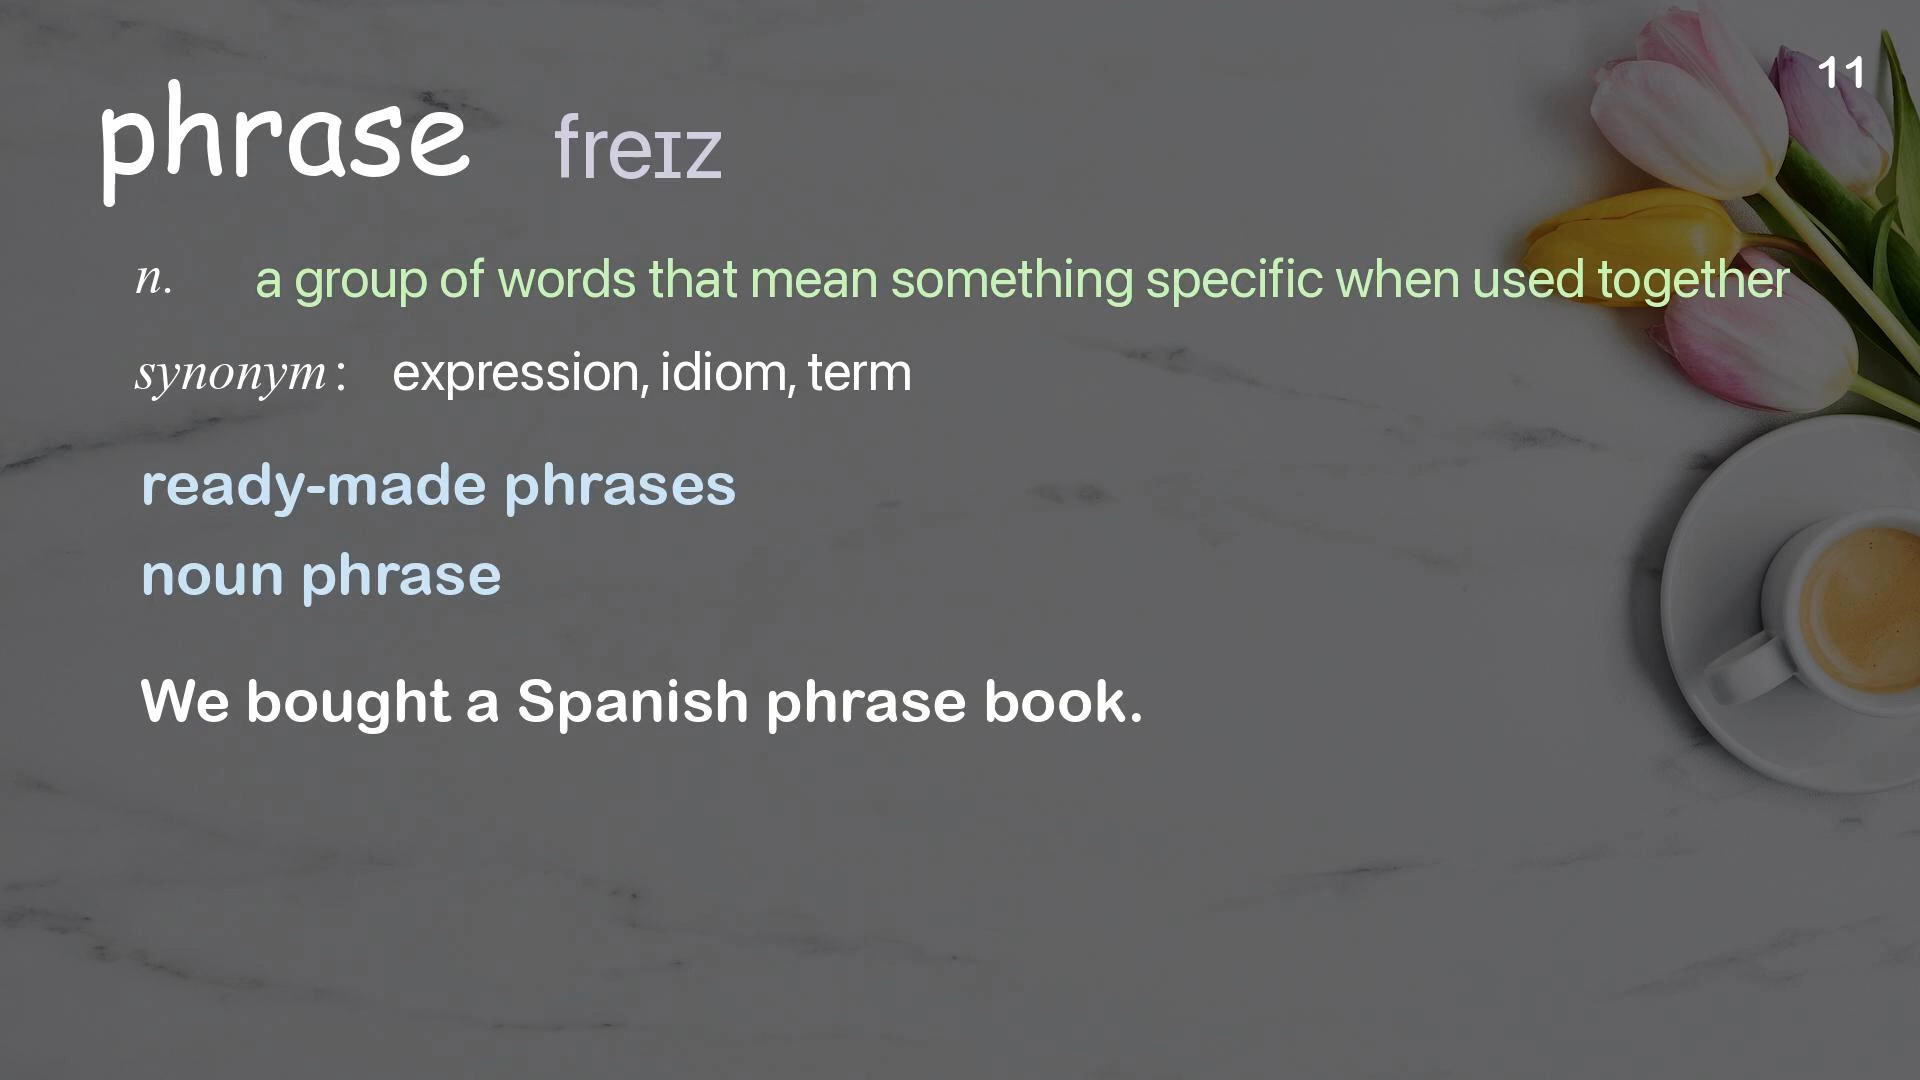 11
phrase freɪz
n. a group of words that mean something specific when used together
synonym: expression, idiom, term
ready-made phrases
noun phrase
We bought a Spanish phrase book.